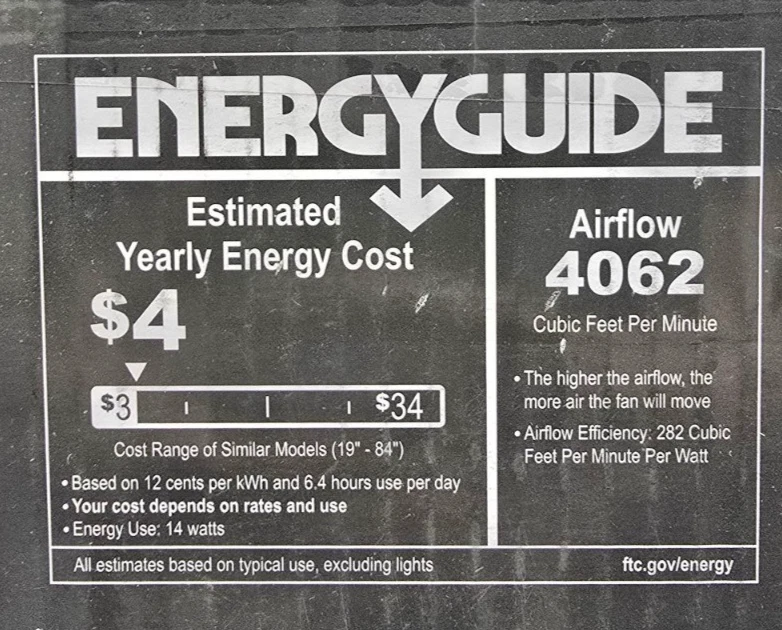 ENERGYGUIDE
Estimated
Yearly Energy Cost
$4
$3 $34
Cost Range of Similar Models (19" - 84")
• Based on 12 cents per kWh and 6.4 hours use per day
• Your cost depends on rates and use
• Energy Use: 14 watts
Airflow
4062
Cubic Feet Per Minute
• The higher the airflow, the
more air the fan will move
• Airflow Efficiency: 282 Cubic
Feet Per Minute Per Watt
All estimates based on typical use, excluding lights
ftc.gov/energy